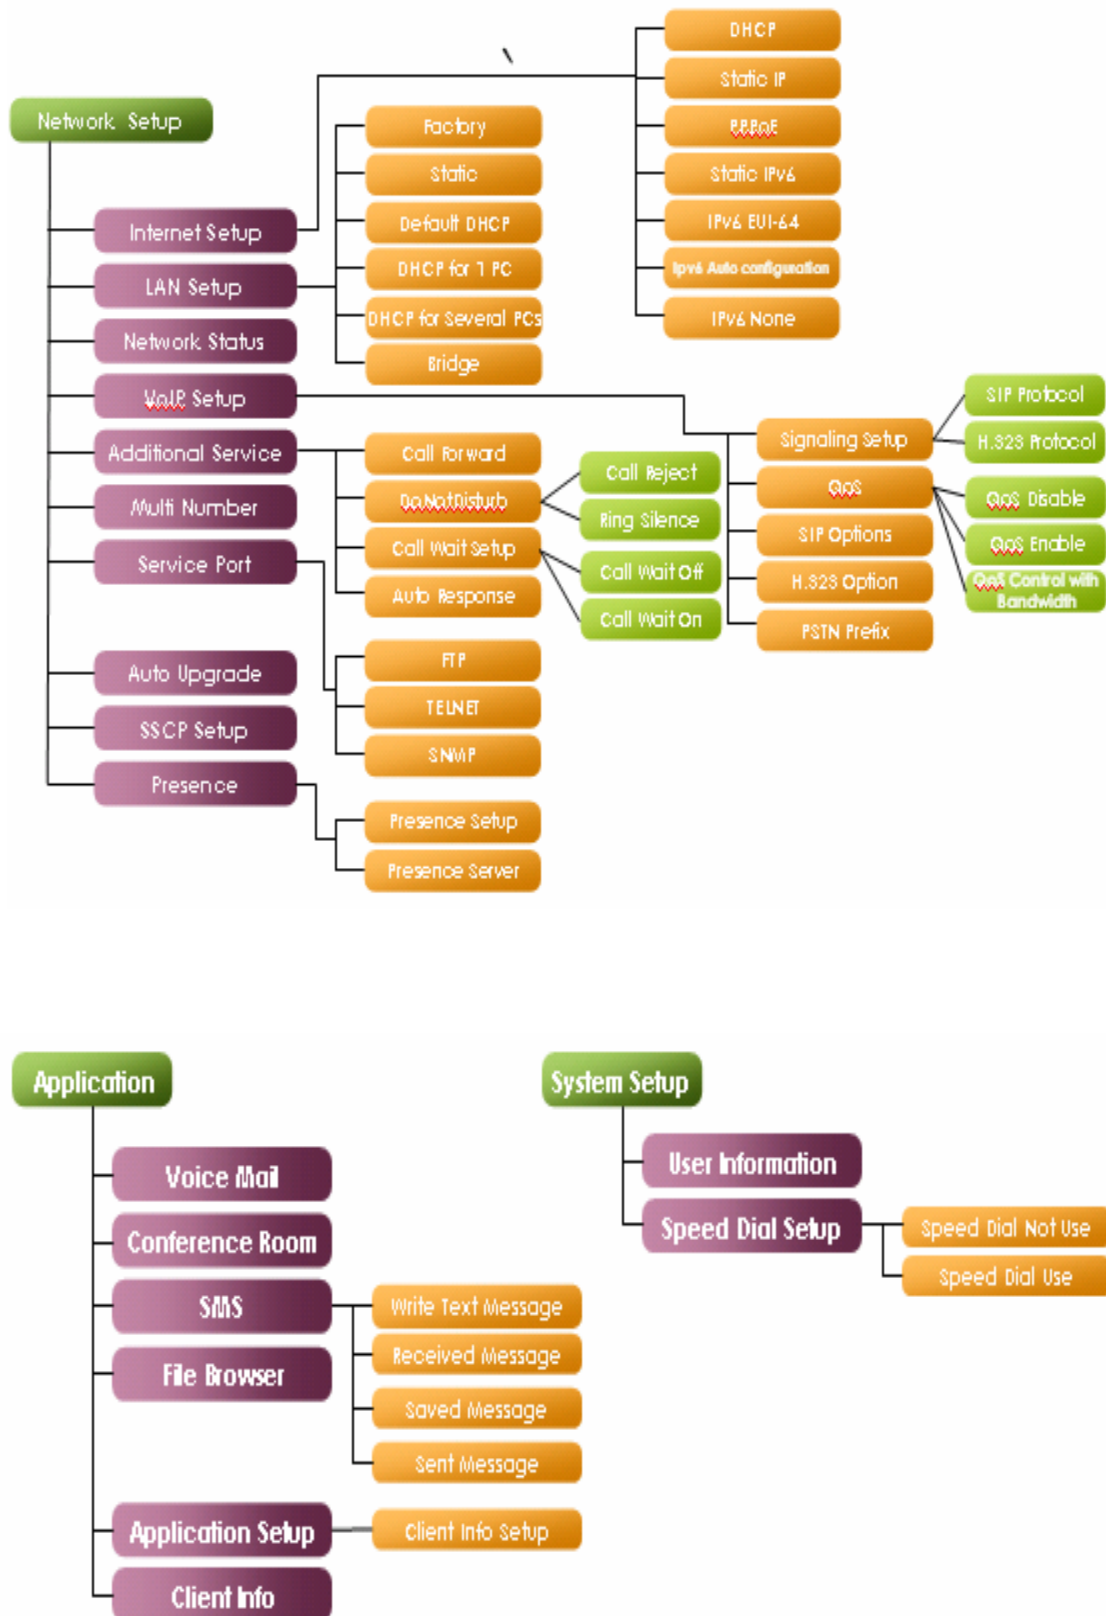 Network Setup
Internet Setup
LAN Setup
Network Status
VoIP Setup
Additional Service
Multi Number
Service Port
Auto Upgrade
SSCP Setup
Presence
DHCP
Static IP
PPPoE
Static IPv6
IPv6 EUI-64
Ipv6 Auto configuration
IPv6 None
Factory
Static
Default DHCP
DHCP for 1 PC
DHCP for Several PCs
Bridge
Signaling Setup
QoS
SIP Options
H.323 Option
PSTN Prefix
SIP Protocol
H.323 Protocol
QoS Disable
QoS Enable
QoS Control with
Bandwidth
Call Forward
DoNotDisturb
Call Wait Setup
Auto Response
Call Reject
Ring Silence
Call Wait Off
Call Wait On
FTP
TELNET
SNMP
Presence Setup
Presence Server
Application
Voice Mail
Conference Room
SMS
File Browser
Application Setup
Client Info
Write Text Message
Received Message
Saved Message
Sent Message
Client Info Setup
System Setup
User Information
Speed Dial Setup
Speed Dial Not Use
Speed Dial Use